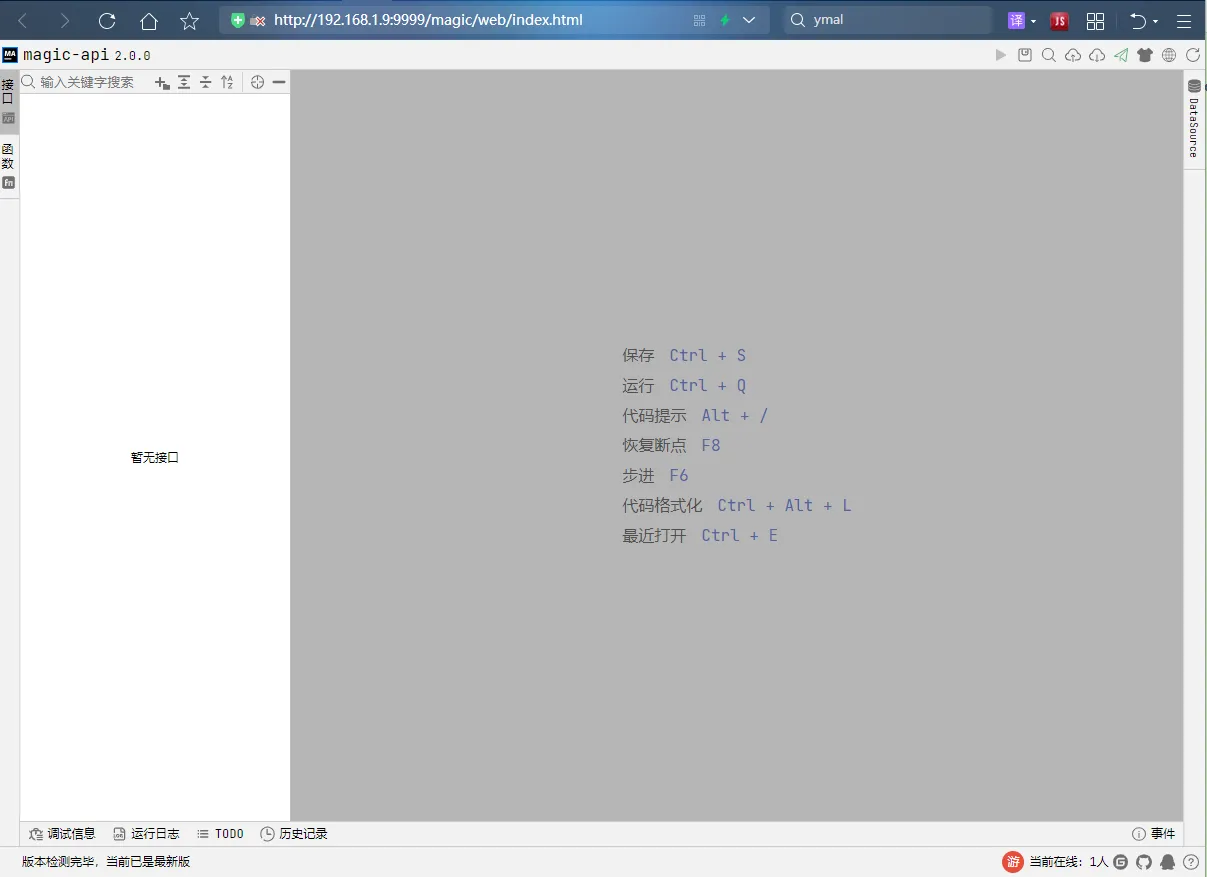 http://192.168.1.9:9999/magic/web/index.html
ymal
译
JS
MA
magic-api 2.0.0
接口
输入关键字搜索
函数
fn
DataSource
暂无接口
保存 Ctrl + S
运行 Ctrl + Q
代码提示 Alt + /
恢复断点 F8
步进 F6
代码格式化 Ctrl + Alt + L
最近打开 Ctrl + E
调试信息 运行日志 TODO 历史记录 事件
版本检测完毕，当前已是最新版 游 当前在线：1人